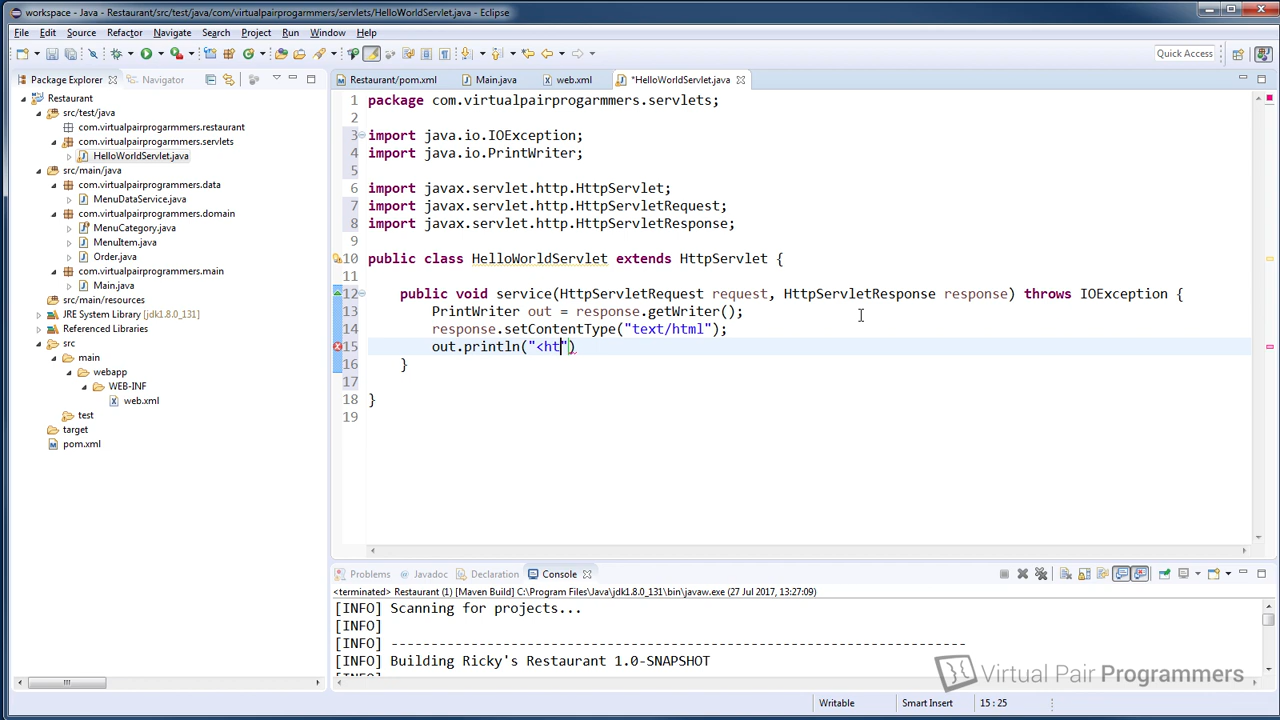 workspace - Java - Restaurant/src/test/java/com/virtualpairprogarmmers/servlets/HelloWorldServlet.java - Eclipse
File Edit Source Refactor Navigate Search Project Run Window Help
Quick Access
Package Explorer Navigator
Restaurant
src/test/java
com.virtualpairprogarmmers.restaurant
com.virtualpairprogarmmers.servlets
HelloWorldServlet.java
src/main/java
com.virtualpairprogrammers.data
MenuDataService.java
com.virtualpairprogrammers.domain
MenuCategory.java
MenuItem.java
Order.java
com.virtualpairprogrammers.main
Main.java
src/main/resources
JRE System Library [jdk1.8.0_131]
Referenced Libraries
src
main
webapp
WEB-INF
web.xml
test
target
pom.xml
Restaurant/pom.xml Main.java web.xml *HelloWorldServlet.java
1 package com.virtualpairprogarmmers.servlets;
2
3 import java.io.IOException;
4 import java.io.PrintWriter;
5
6 import javax.servlet.http.HttpServlet;
7 import javax.servlet.http.HttpServletRequest;
8 import javax.servlet.http.HttpServletResponse;
9
10 public class HelloWorldServlet extends HttpServlet {
11
12 public void service(HttpServletRequest request, HttpServletResponse response) throws IOException {
13 PrintWriter out = response.getWriter();
14 response.setContentType("text/html");
15 out.println("<ht")
16 }
17
18 }
19
Problems Javadoc Declaration Console
<terminated> Restaurant (1) [Maven Build] C:\Program Files\Java\jdk1.8.0_131\bin\javaw.exe (27 Jul 2017, 13:27:09)
[INFO] Scanning for projects...
[INFO]
[INFO] ------------------------------------------------------------------------
[INFO] Building Ricky's Restaurant 1.0-SNAPSHOT
Virtual Pair Programmers
Writable Smart Insert 15 : 25